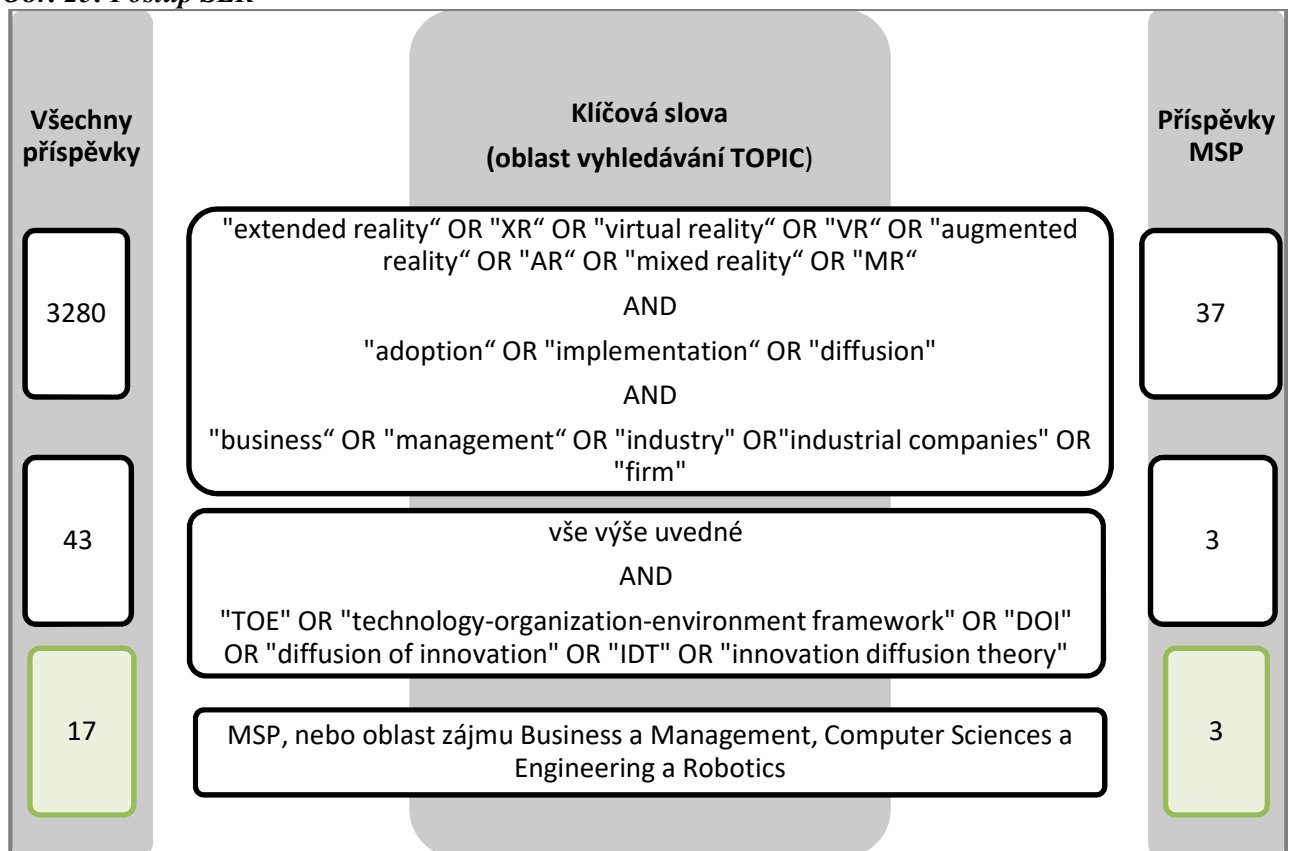 Všechny
příspěvky
Klíčová slova
(oblast vyhledávání TOPIC)
Příspěvky
MSP
3280
"extended reality“ OR "XR“ OR "virtual reality“ OR "VR“ OR "augmented
reality“ OR "AR“ OR "mixed reality“ OR "MR“
AND
"adoption“ OR "implementation“ OR "diffusion"
AND
"business“ OR "management“ OR "industry" OR"industrial companies" OR
"firm"
37
43
vše výše uvedné
AND
"TOE" OR "technology-organization-environment framework" OR "DOI"
OR "diffusion of innovation" OR "IDT" OR "innovation diffusion theory"
3
17
MSP, nebo oblast zájmu Business a Management, Computer Sciences a
Engineering a Robotics
3